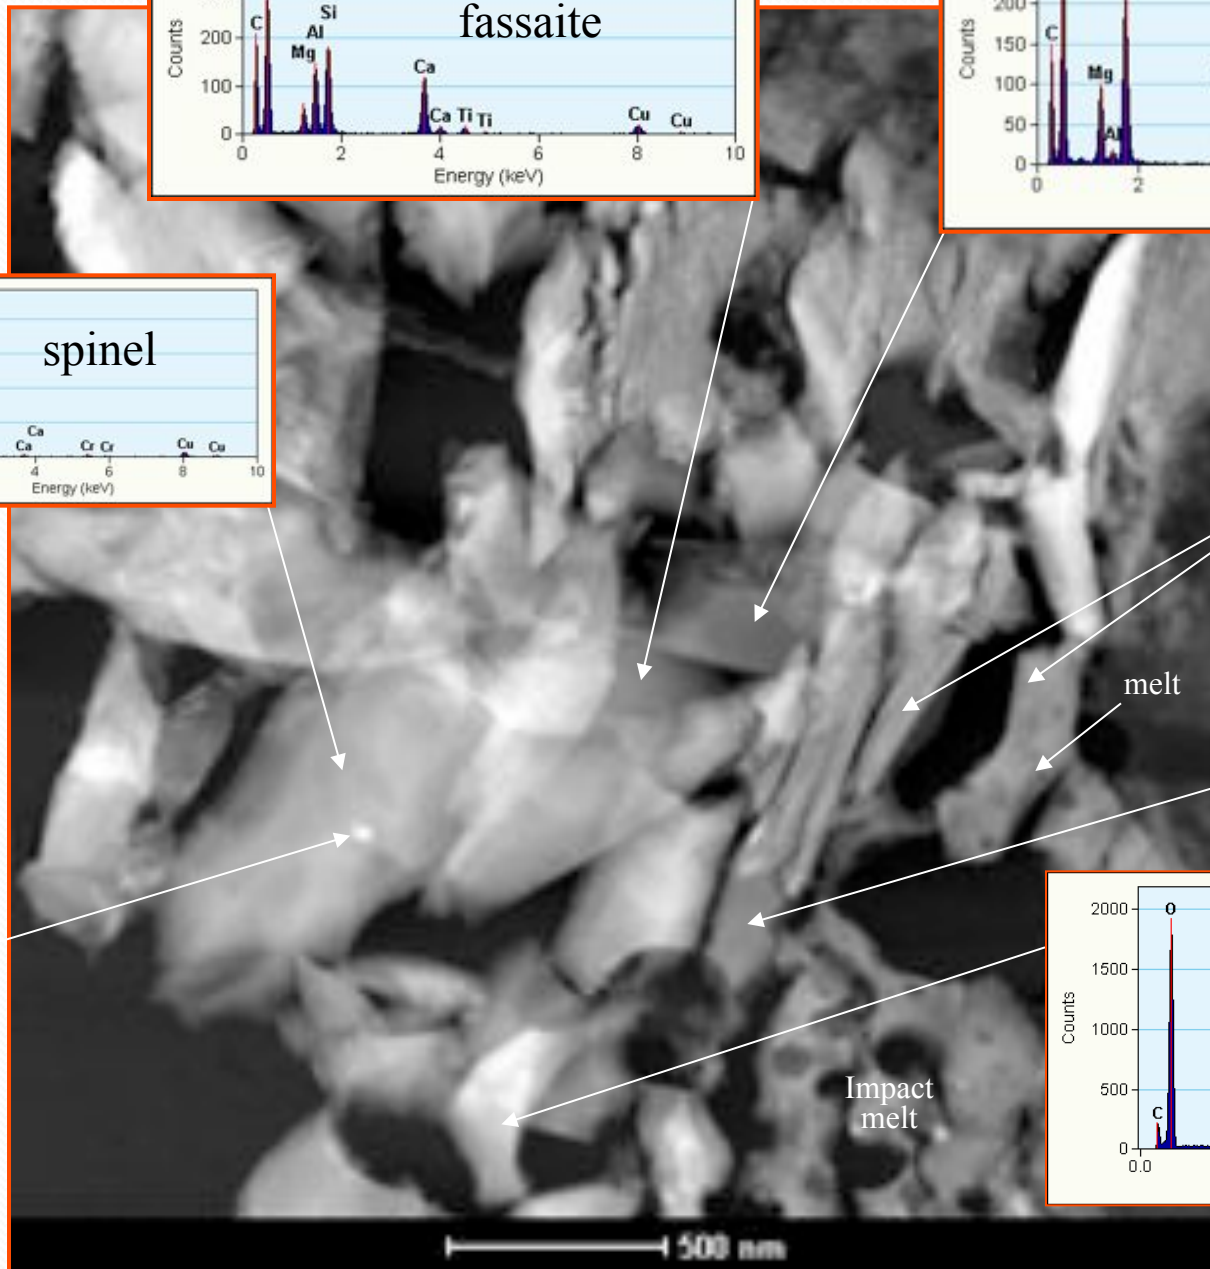 fassaite
Counts
200
100
0
C
Mg
Al
Si
Ca
Ca Ti Ti
Cu
Cu
0 2 4 6 8 10
Energy (keV)
Counts
200
150
100
50
0
C
Mg
Al
0 2
spinel
Ca
Ca
Cr Cr
Cu
Cu
4 6 8 10
Energy (keV)
melt
Impact
melt
Counts
2000
1500
1000
500
0
O
C
0.0
500 nm